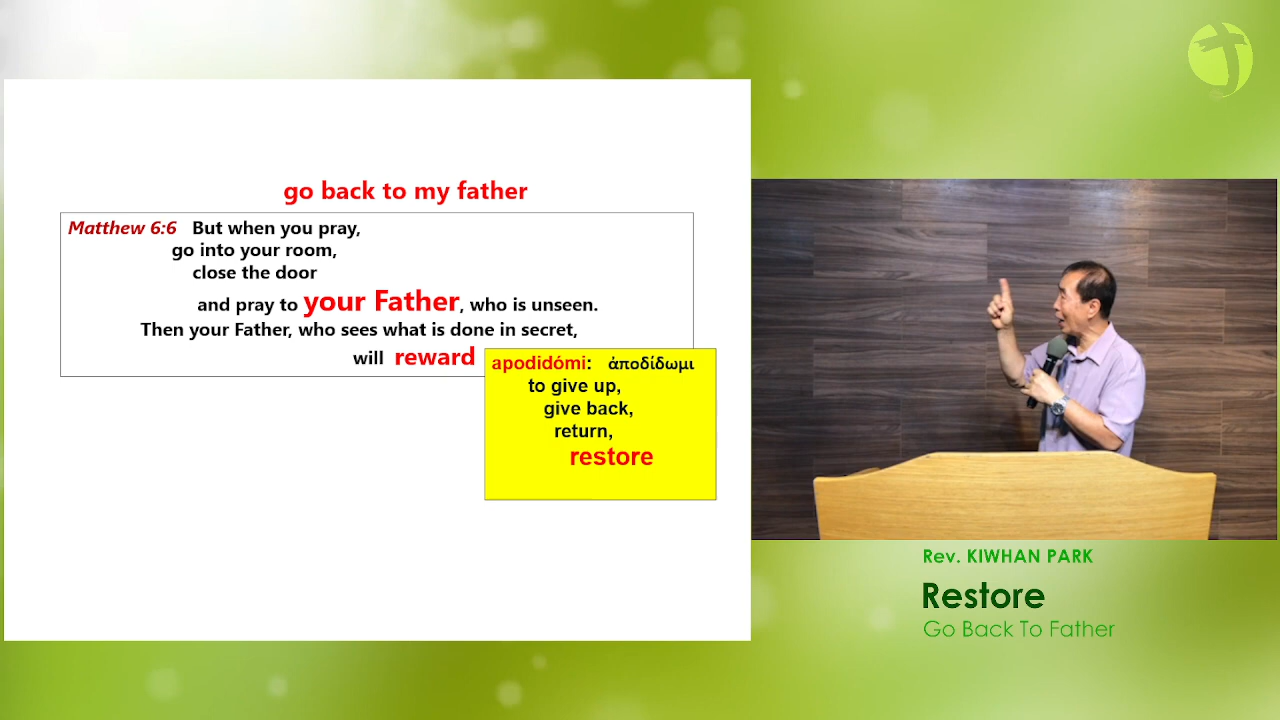 go back to my father
Matthew 6:6 But when you pray,
go into your room,
close the door
and pray to your Father, who is unseen.
Then your Father, who sees what is done in secret,
will reward
apodidómi: ἀποδίδωμι
to give up,
give back,
return,
restore
Rev. KIWHAN PARK
Restore
Go Back To Father